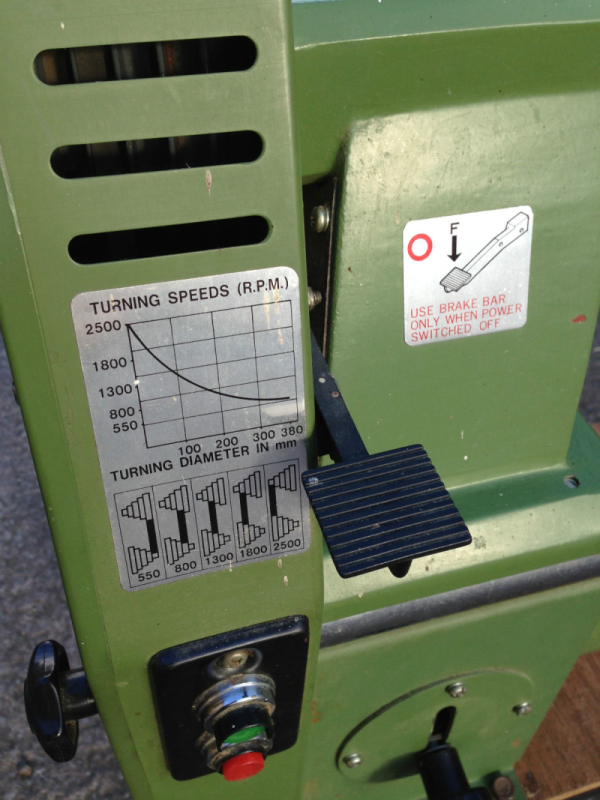 TURNING SPEEDS (R.P.M.)
2500
1800
1300
800
550
100 200 300 380
TURNING DIAMETER IN mm
550 800 1300 1800 2500
F
USE BRAKE BAR
ONLY WHEN POWER
SWITCHED OFF